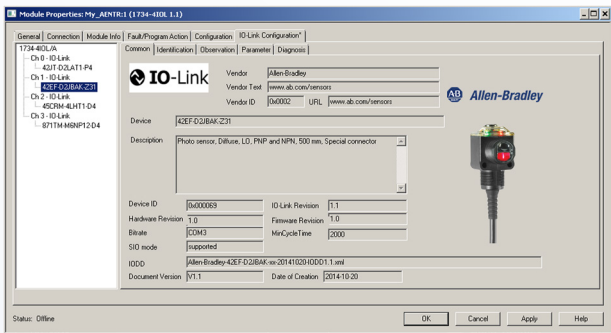 Module Properties: My_AENTR:1 (1734-4IOL 1.1)
General Connection Module Info Fault/Program Action Configuration IO-Link Configuration*
1734-4IOL/A
Ch 0 - IO-Link
42JT-D2LAT1-P4
Ch 1 - IO-Link
42EF-D2JBAK-Z31
Ch 2 - IO-Link
45CRM-4LHT1-D4
Ch 3 - IO-Link
871TM-M6NP12-D4
Common Identification Observation Parameter Diagnosis
IO-Link
Vendor Allen-Bradley
Vendor Text www.ab.com/sensors
Vendor ID 0x0002 URL www.ab.com/sensors
AB Allen-Bradley
Device 42EF-D2JBAK-Z31
Description Photo sensor, Diffuse, LO, PNP and NPN, 500 mm, Special connector
Device ID 0x000069 IO-Link Revision 1.1
Hardware Revision 1.0 Firmware Revision 1.0
Bitrate COM3 MinCycleTime 2000
SIO mode supported
IODD Allen-Bradley-42EF-D2JBAK-xx-20141020-IODD1.1.xml
Document Version V1.1 Date of Creation 2014-10-20
Status: Offline
OK Cancel Apply Help